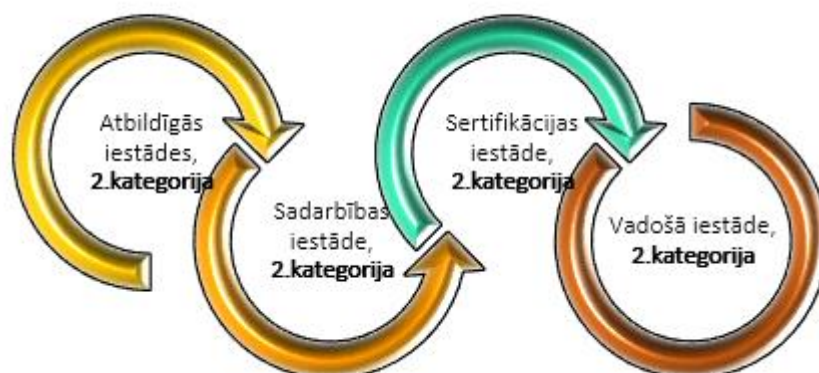 Atbildīgās
iestādes,
2.kategorija
Sadarbības
iestāde,
2.kategorija
Sertifikācijas
iestāde,
2.kategorija
Vadošā iestāde,
2.kategorija